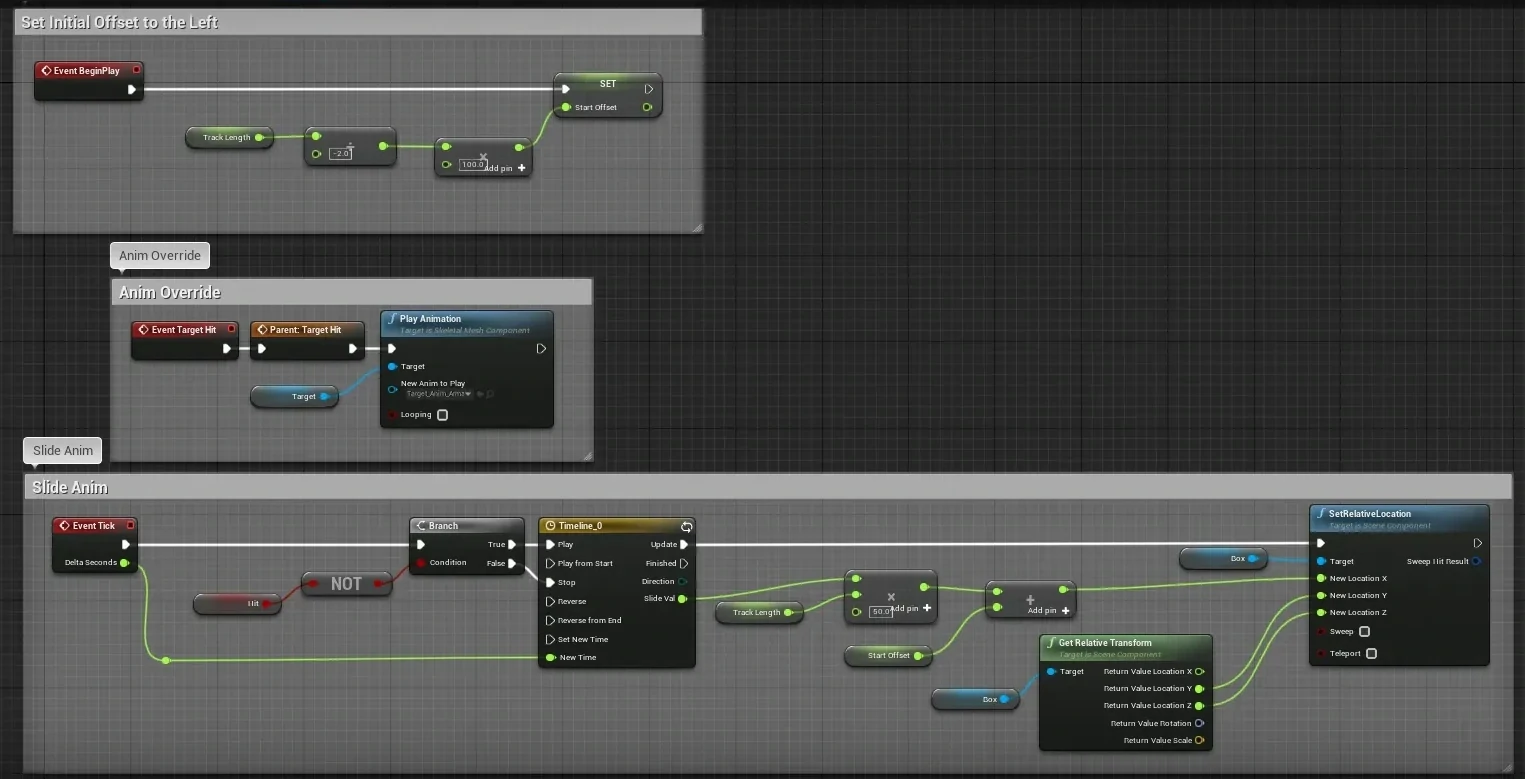 Set Initial Offset to the Left
Event BeginPlay
SET
Start Offset
Track Length
÷
-2.0
×
100.0
Add pin +
Anim Override
Anim Override
Event Target Hit
Parent: Target Hit
Play Animation
Target is Skeletal Mesh Component
Target
Target
New Anim to Play
Target_Anim_Arma
Looping
Slide Anim
Slide Anim
Event Tick
Delta Seconds
Hit
NOT
Branch
True
Condition
False
Timeline_0
Play
Update
Play from Start
Finished
Stop
Direction
Reverse
Slide Val
Reverse from End
Set New Time
New Time
Track Length
×
50.0
Add pin +
Start Offset
+
Add pin +
Box
Get Relative Transform
Target is Scene Component
Target
Return Value Location X
Return Value Location Y
Return Value Location Z
Return Value Rotation
Return Value Scale
Box
SetRelativeLocation
Target is Scene Component
Target
Sweep Hit Result
New Location X
New Location Y
New Location Z
Sweep
Teleport